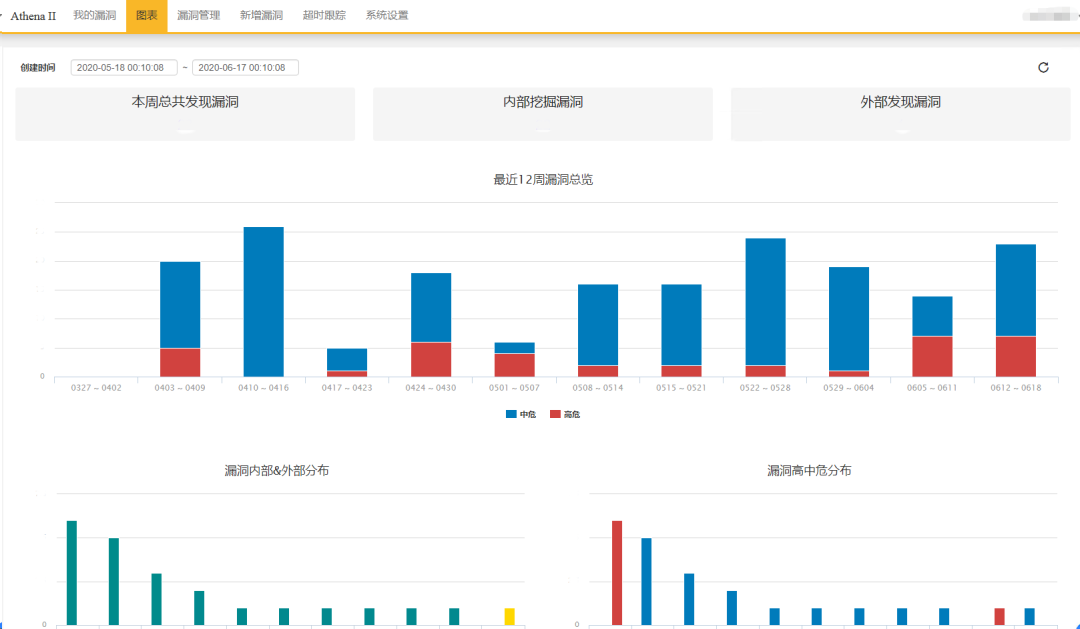 Athena II 我的漏洞 图表 漏洞管理 新增漏洞 超时跟踪 系统设置
创建时间 2020-05-18 00:10:08 ~ 2020-06-17 00:10:08
本周总共发现漏洞 内部挖掘漏洞 外部发现漏洞
最近12周漏洞总览
0
0327 ~ 0402 0403 ~ 0409 0410 ~ 0416 0417 ~ 0423 0424 ~ 0430 0501 ~ 0507 0508 ~ 0514 0515 ~ 0521 0522 ~ 0528 0529 ~ 0604 0605 ~ 0611 0612 ~ 0618
中危 高危
漏洞内部&外部分布 漏洞高中危分布
0 0